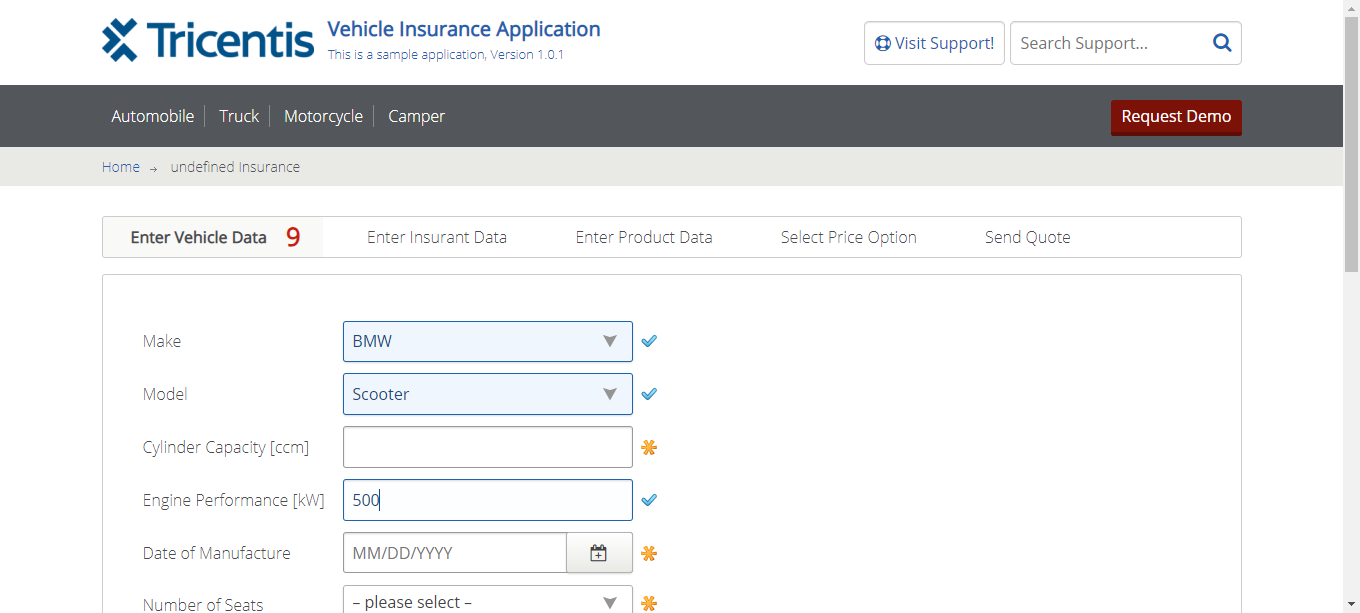 Tricentis
Vehicle Insurance Application
This is a sample application, Version 1.0.1
Visit Support!
Search Support...
Automobile
Truck
Motorcycle
Camper
Request Demo
Home → undefined Insurance
Enter Vehicle Data 9
Enter Insurant Data
Enter Product Data
Select Price Option
Send Quote
Make
BMW
Model
Scooter
Cylinder Capacity [ccm]
Engine Performance [kW]
500
Date of Manufacture
MM/DD/YYYY
Number of Seats
– please select –